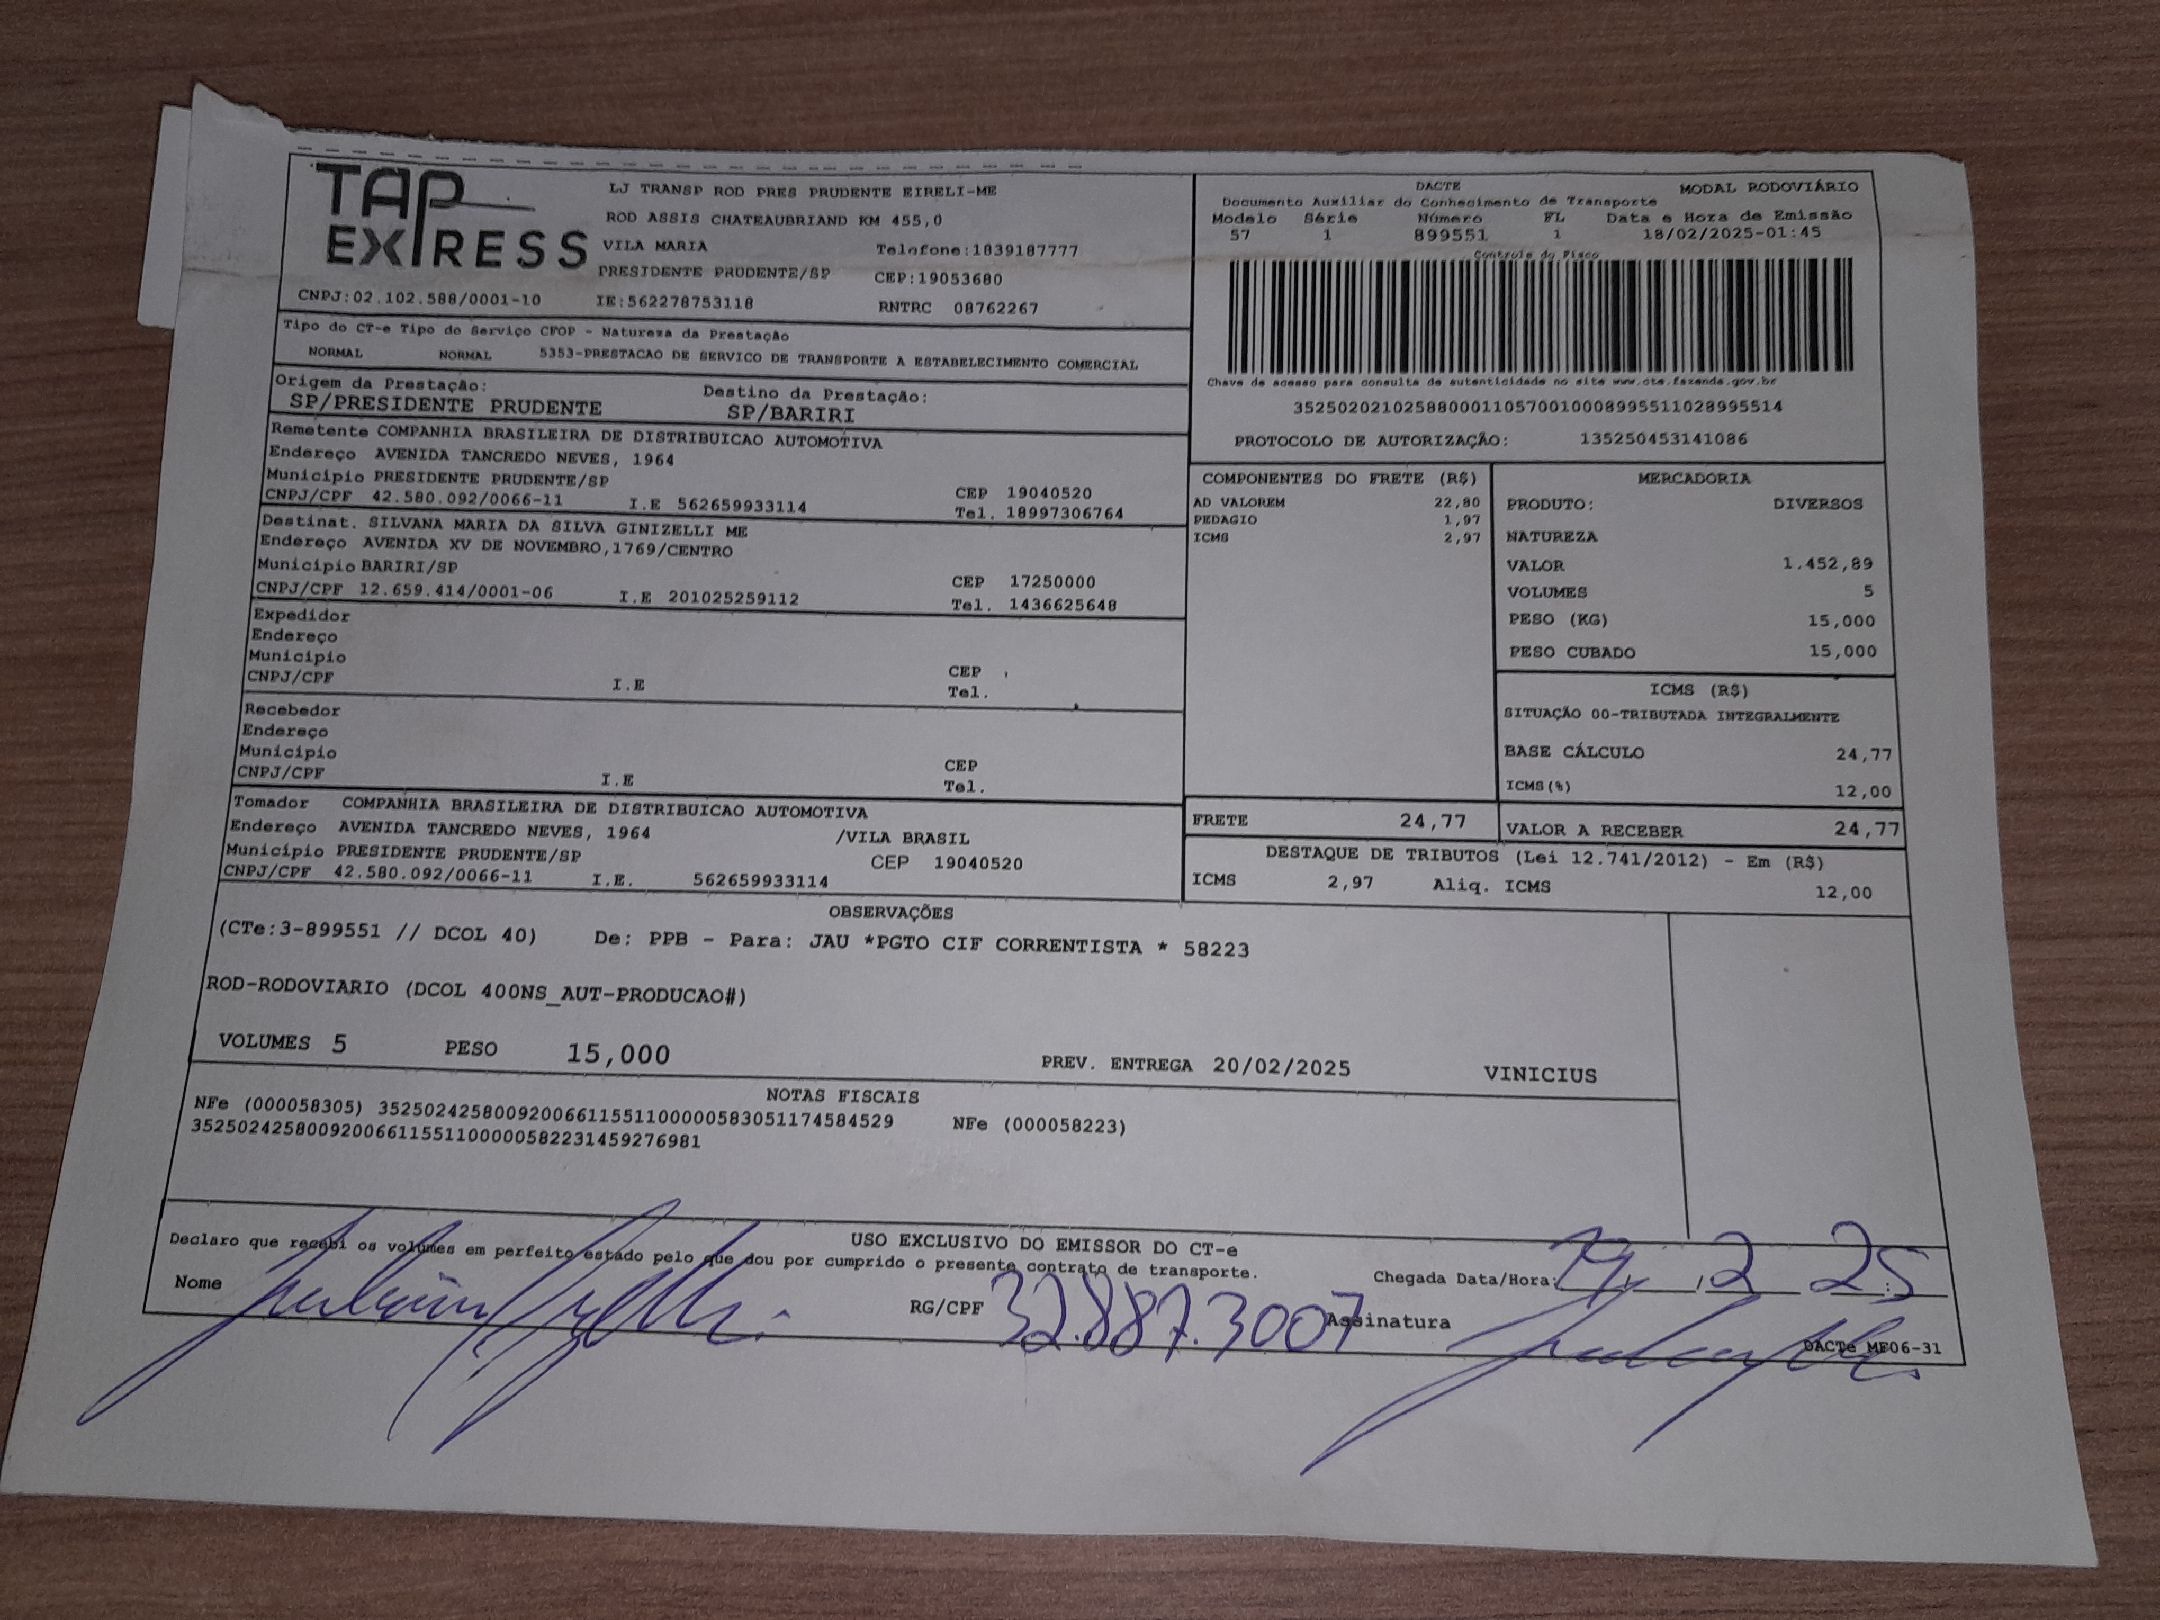 TAP EXPRESS
LJ TRANSP ROD PRES PRUDENTE EIRELI-ME
ROD ASSIS CHATEAUBRIAND KM 455,0
VILA MARIA Telefone:1839187777
PRESIDENTE PRUDENTE/SP CEP:19053680
CNPJ:02.102.588/0001-10 IE:562278753118 RNTRC 08762267
DACTE MODAL RODOVIÁRIO
Documento Auxiliar do Conhecimento de Transporte
Modelo Série Número FL Data e Hora de Emissão
57 1 899551 1 18/02/2025-01:45
Controle do Fisco
Chave de acesso para consulta de autenticidade no site www.cte.fazenda.gov.br
35250202102588000110570010008995511028995514
PROTOCOLO DE AUTORIZAÇÃO: 135250453141086
Tipo do CT-e Tipo do Serviço CFOP - Natureza da Prestação
NORMAL NORMAL 5353-PRESTACAO DE SERVICO DE TRANSPORTE A ESTABELECIMENTO COMERCIAL
Origem da Prestação: Destino da Prestação:
SP/PRESIDENTE PRUDENTE SP/BARIRI
Remetente COMPANHIA BRASILEIRA DE DISTRIBUICAO AUTOMOTIVA
Endereço AVENIDA TANCREDO NEVES, 1964
Municipio PRESIDENTE PRUDENTE/SP CEP 19040520
CNPJ/CPF 42.580.092/0066-11 I.E 562659933114 Tel. 18997306764
Destinat. SILVANA MARIA DA SILVA GINIZELLI ME
Endereço AVENIDA XV DE NOVEMBRO,1769/CENTRO
Municipio BARIRI/SP CEP 17250000
CNPJ/CPF 12.659.414/0001-06 I.E 201025259112 Tel. 1436625648
Expedidor
Endereço
Municipio CEP
CNPJ/CPF I.E Tel.
Recebedor
Endereço
Municipio CEP
CNPJ/CPF I.E Tel.
Tomador COMPANHIA BRASILEIRA DE DISTRIBUICAO AUTOMOTIVA
Endereço AVENIDA TANCREDO NEVES, 1964 /VILA BRASIL
Municipio PRESIDENTE PRUDENTE/SP CEP 19040520
CNPJ/CPF 42.580.092/0066-11 I.E. 562659933114
COMPONENTES DO FRETE (R$)
AD VALOREM 22,80
PEDAGIO 1,97
ICMS 2,97
FRETE 24,77
MERCADORIA
PRODUTO: DIVERSOS
NATUREZA
VALOR 1.452,89
VOLUMES 5
PESO (KG) 15,000
PESO CUBADO 15,000
ICMS (R$)
SITUAÇÃO 00-TRIBUTADA INTEGRALMENTE
BASE CÁLCULO 24,77
ICMS(%) 12,00
VALOR A RECEBER 24,77
DESTAQUE DE TRIBUTOS (Lei 12.741/2012) - Em (R$)
ICMS 2,97 Aliq. ICMS 12,00
OBSERVAÇÕES
(CTe:3-899551 // DCOL 40) De: PPB - Para: JAU *PGTO CIF CORRENTISTA * 58223
ROD-RODOVIARIO (DCOL 400NS_AUT-PRODUCAO#)
VOLUMES 5 PESO 15,000 PREV. ENTREGA 20/02/2025 VINICIUS
NOTAS FISCAIS
NFe (000058305) 35250242580092006611551100000583051174584529 NFe (000058223)
35250242580092006611551100000582231459276981
USO EXCLUSIVO DO EMISSOR DO CT-e
Declaro que recebi os volumes em perfeito estado pelo que dou por cumprido o presente contrato de transporte.
Chegada Data/Hora: 19 / 2 25
Nome RG/CPF 32.887.3007 Assinatura
DACTe MF06-31